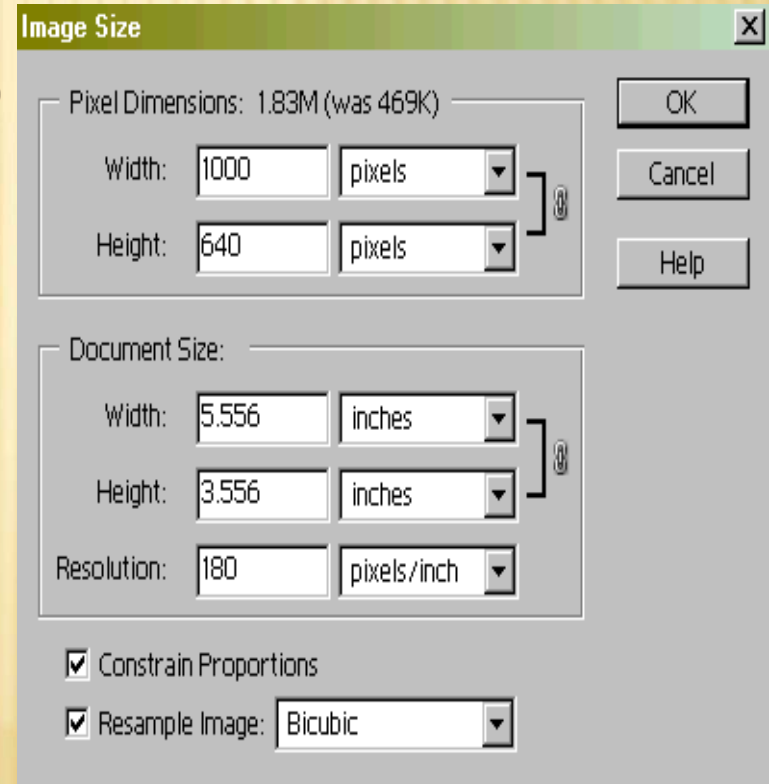 Image Size
Pixel Dimensions: 1.83M (was 469K)
OK
Width: 1000 pixels
Cancel
Height: 640 pixels
Help
Document Size:
Width: 5.556 inches
Height: 3.556 inches
Resolution: 180 pixels/inch
Constrain Proportions
Resample Image: Bicubic